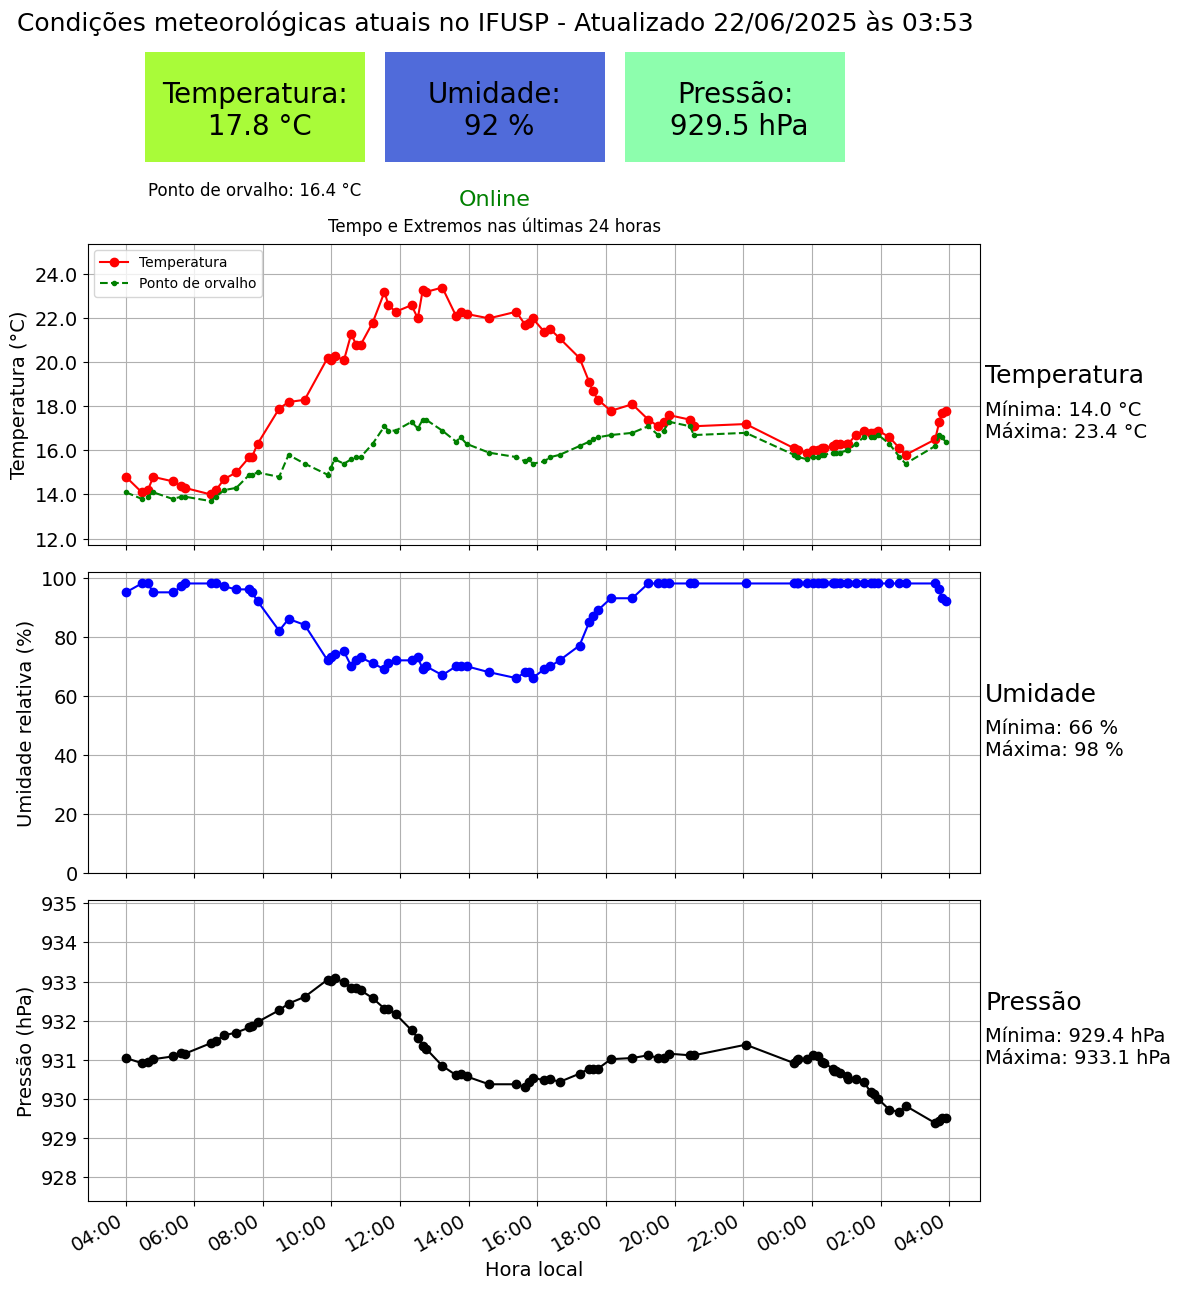 Condições meteorológicas atuais no IFUSP - Atualizado 22/06/2025 às 03:53
Temperatura:
17.8 °C
Umidade:
92 %
Pressão:
929.5 hPa
Ponto de orvalho: 16.4 °C
Online
Tempo e Extremos nas últimas 24 horas
Temperatura
Ponto de orvalho
Temperatura (°C)
24.0
22.0
20.0
18.0
16.0
14.0
12.0
Temperatura
Mínima: 14.0 °C
Máxima: 23.4 °C
Umidade relativa (%)
100
80
60
40
20
0
Umidade
Mínima: 66 %
Máxima: 98 %
Pressão (hPa)
935
934
933
932
931
930
929
928
Pressão
Mínima: 929.4 hPa
Máxima: 933.1 hPa
04:00 06:00 08:00 10:00 12:00 14:00 16:00 18:00 20:00 22:00 00:00 02:00 04:00
Hora local